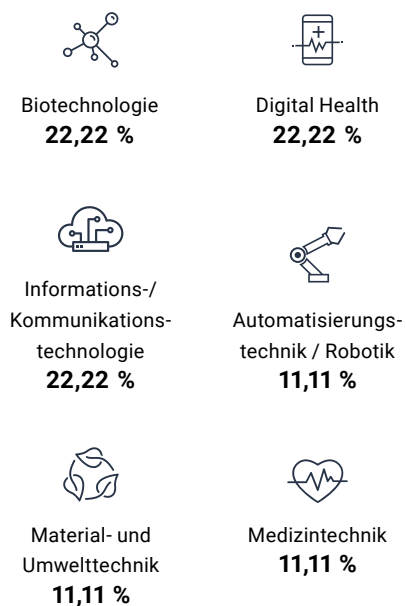 Biotechnologie
22,22 %
Digital Health
22,22 %
Informations-/
Kommunikations-
technologie
22,22 %
Automatisierungs-
technik / Robotik
11,11 %
Material- und
Umwelttechnik
11,11 %
Medizintechnik
11,11 %